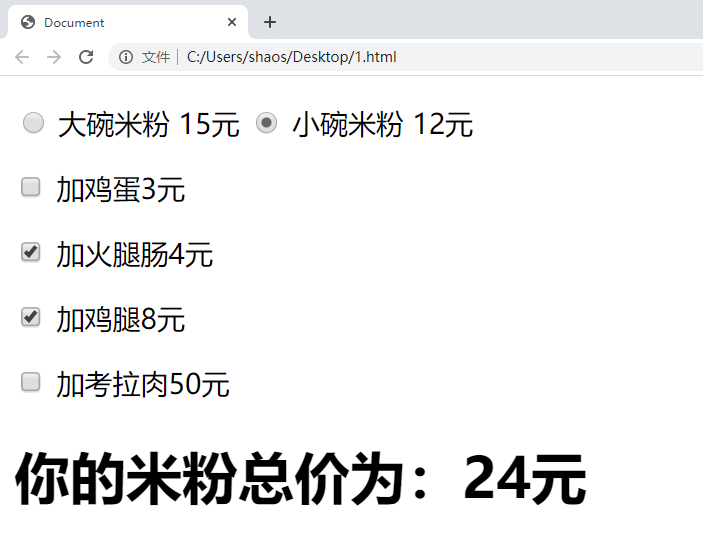 Document
文件 C:/Users/shaos/Desktop/1.html
大碗米粉 15元 小碗米粉 12元
加鸡蛋3元
加火腿肠4元
加鸡腿8元
加考拉肉50元
你的米粉总价为：24元